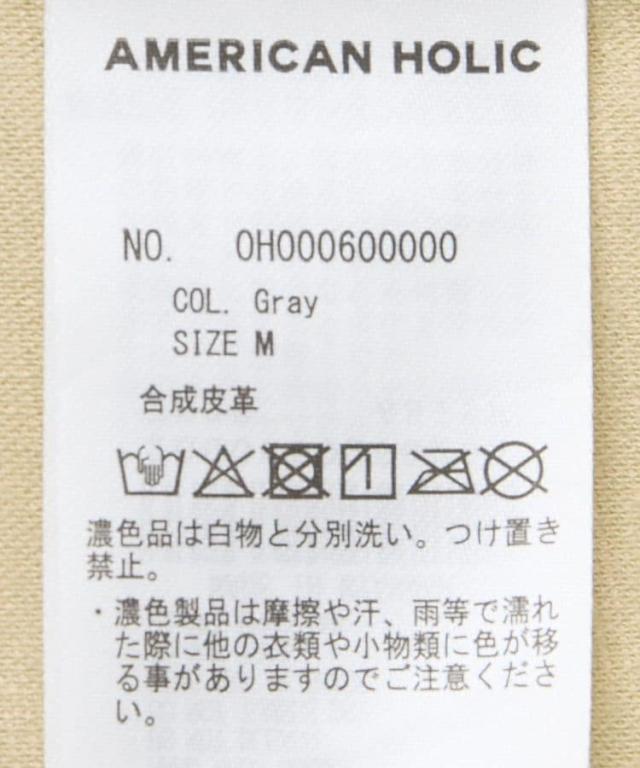 AMERICAN HOLIC
NO. OH000600000
COL. Gray
SIZE M
合成皮革
濃色品は白物と分別洗い。つけ置き
禁止。
・濃色製品は摩擦や汗、雨等で濡れ
た際に他の衣類や小物類に色が移
る事がありますのでご注意くださ
い。